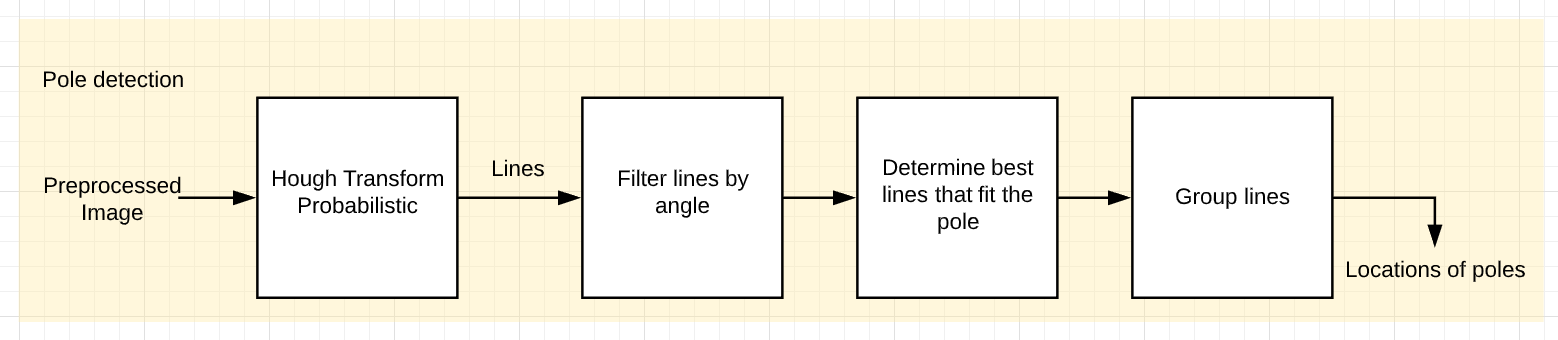 Pole detection
Preprocessed
Image
Hough Transform
Probabilistic
Lines
Filter lines by
angle
Determine best
lines that fit the
pole
Group lines
Locations of poles